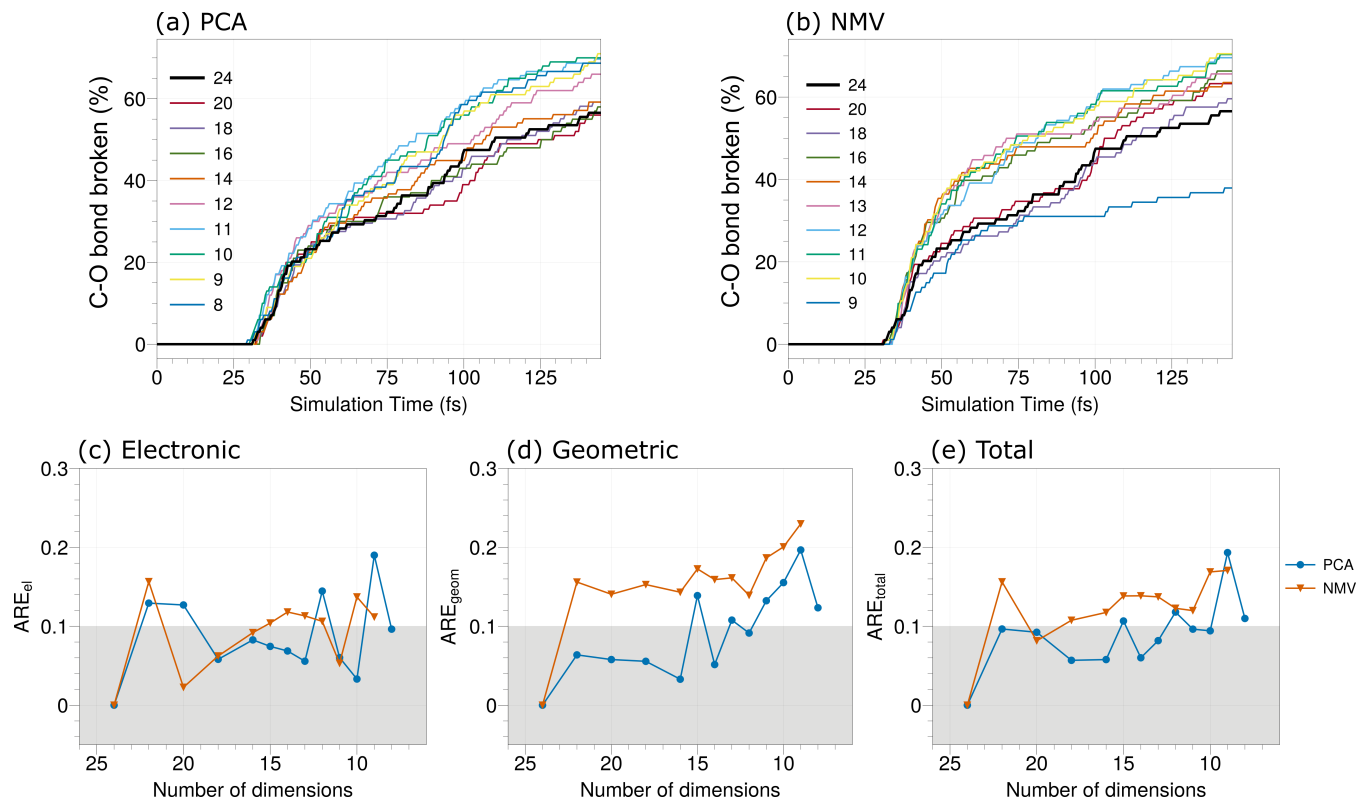 (a) PCA
C-O bond broken (%)
60
40
20
0
24
20
18
16
14
12
11
10
9
8
0 25 50 75 100 125
Simulation Time (fs)
(b) NMV
C-O bond broken (%)
60
40
20
0
24
20
18
16
14
13
12
11
10
9
0 25 50 75 100 125
Simulation Time (fs)
(c) Electronic
ARE_el
0.3
0.2
0.1
0
25 20 15 10
Number of dimensions
(d) Geometric
ARE_geom
0.3
0.2
0.1
0
25 20 15 10
Number of dimensions
(e) Total
ARE_total
0.3
0.2
0.1
0
25 20 15 10
Number of dimensions
PCA
NMV